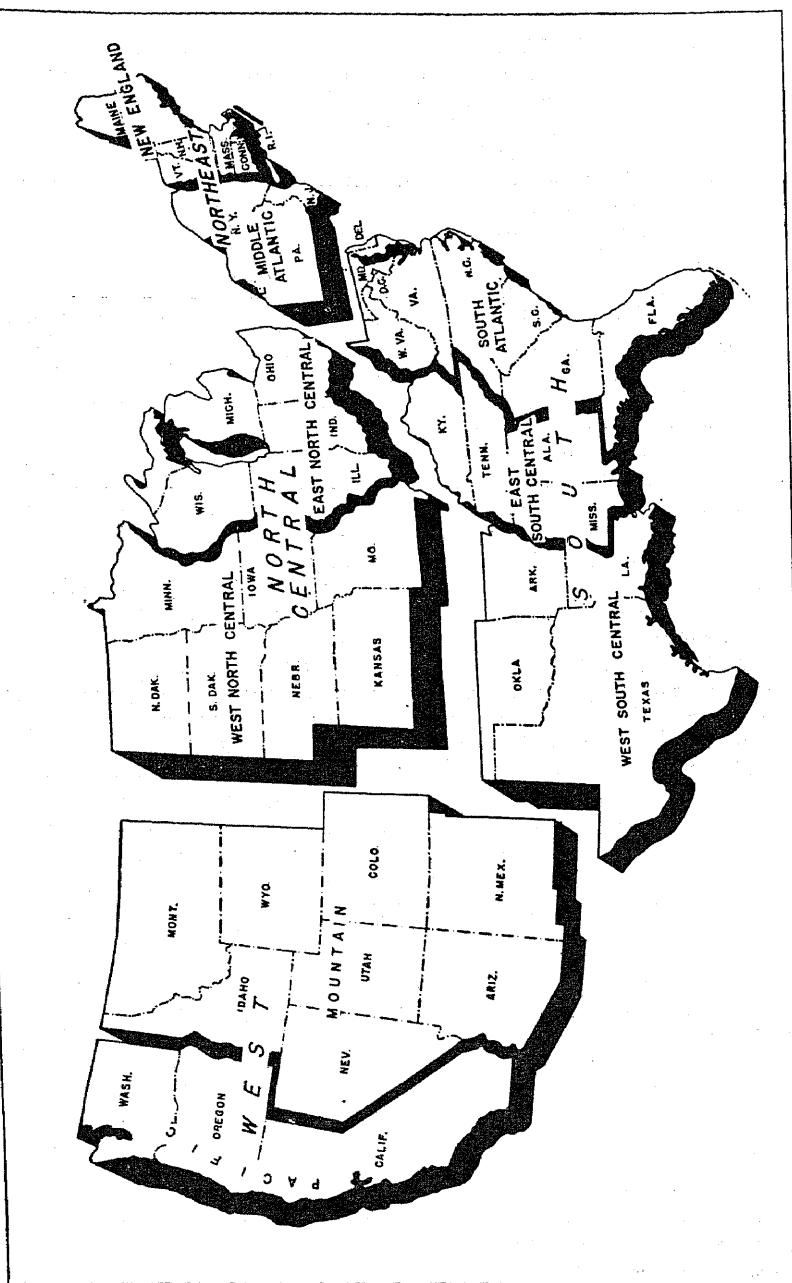 WASH.
OREGON
CALIF.
PACIFIC
WEST
MONT.
IDAHO
WYO.
NEV.
UTAH
COLO.
ARIZ.
N.MEX.
MOUNTAIN
N.DAK.
S. DAK.
WEST NORTH CENTRAL
NEBR.
KANSAS
MINN.
IOWA
MO.
NORTH
CENTRAL
WIS.
MICH.
ILL.
IND.
OHIO
EAST NORTH CENTRAL
OKLA
ARK.
TEXAS
LA.
WEST SOUTH CENTRAL
SOUTH
KY.
TENN.
EAST
SOUTH CENTRAL
MISS.
ALA.
W. VA.
MD.
DEL.
D.C.
VA.
N.C.
S.C.
GA.
FLA.
SOUTH
ATLANTIC
MAINE
NEW ENGLAND
VT.
N.H.
MASS.
CONN.
R.I.
NORTHEAST
N.Y.
MIDDLE
ATLANTIC
PA.
N.J.